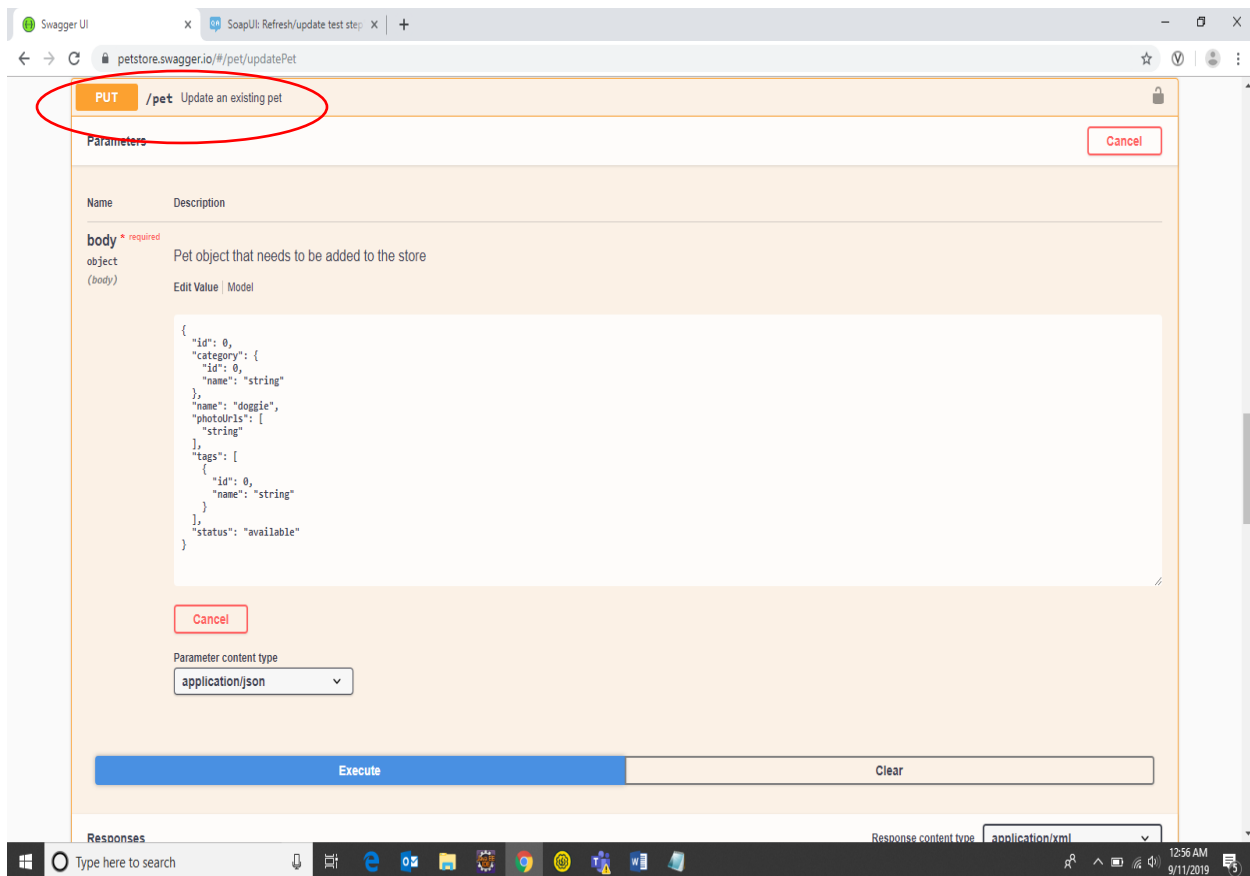 Swagger UI
SoapUI: Refresh/update test step
petstore.swagger.io/#/pet/updatePet
PUT /pet Update an existing pet
Parameters
Cancel
Name Description
body * required
object
(body)
Pet object that needs to be added to the store
Edit Value | Model
{
"id": 0,
"category": {
"id": 0,
"name": "string"
},
"name": "doggie",
"photoUrls": [
"string"
],
"tags": [
{
"id": 0,
"name": "string"
}
],
"status": "available"
}
Cancel
Parameter content type
application/json
Execute
Clear
Responses
Response content type application/xml
Type here to search
12:56 AM
9/11/2019